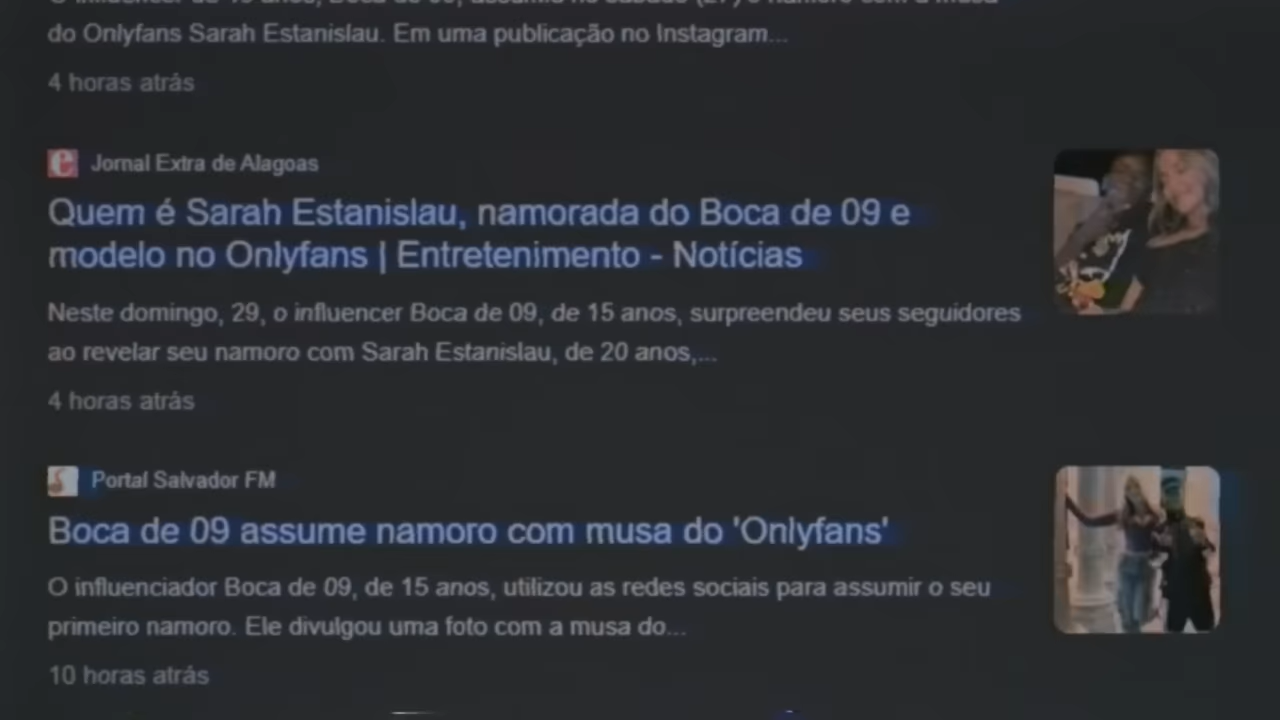 do Onlyfans Sarah Estanislau. Em uma publicação no Instagram...
4 horas atrás
Jornal Extra de Alagoas
Quem é Sarah Estanislau, namorada do Boca de 09 e
modelo no Onlyfans | Entretenimento - Notícias
Neste domingo, 29, o influencer Boca de 09, de 15 anos, surpreendeu seus seguidores
ao revelar seu namoro com Sarah Estanislau, de 20 anos,...
4 horas atrás
Portal Salvador FM
Boca de 09 assume namoro com musa do 'Onlyfans'
O influenciador Boca de 09, de 15 anos, utilizou as redes sociais para assumir o seu
primeiro namoro. Ele divulgou uma foto com a musa do...
10 horas atrás